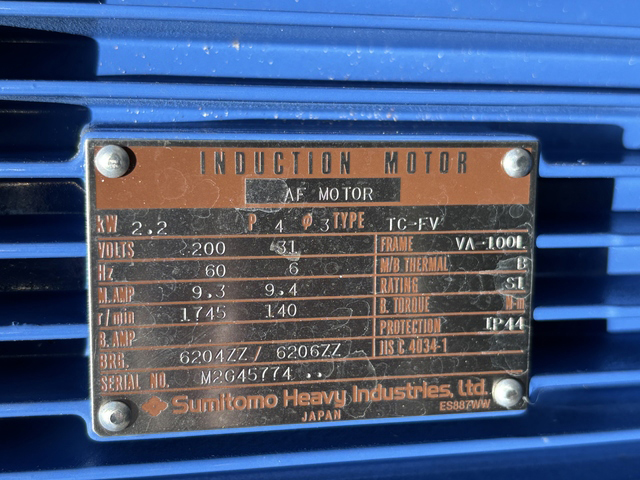 INDUCTION MOTOR
AF MOTOR
kW 2.2 P 4 φ 3 TYPE TC-FV
VOLTS 200 31 FRAME VA-100L
Hz 60 6 M/B THERMAL B
M.AMP 9.3 9.4 RATING S1
r/min 1745 140 B. TORQUE N·m
B. AMP PROTECTION IP44
BRG. 6204ZZ / 6206ZZ JIS C 4034-1
SERIAL NO. M2G45774 ..
Sumitomo Heavy Industries, Ltd.
JAPAN ES887WW